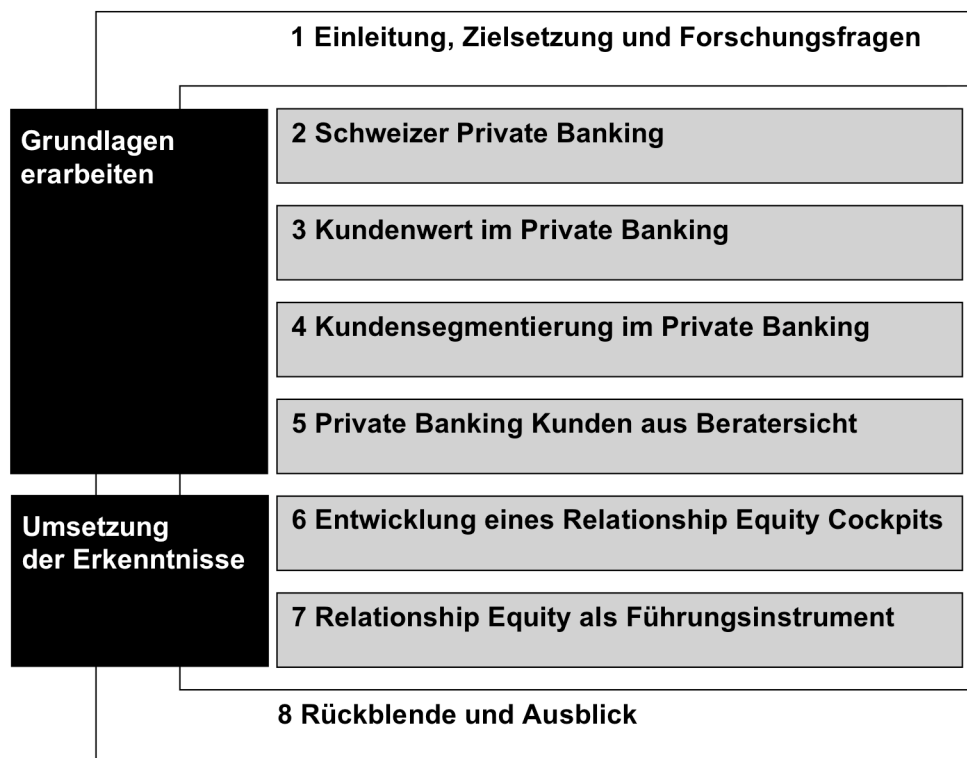 1 Einleitung, Zielsetzung und Forschungsfragen
Grundlagen
erarbeiten
2 Schweizer Private Banking
3 Kundenwert im Private Banking
4 Kundensegmentierung im Private Banking
5 Private Banking Kunden aus Beratersicht
Umsetzung
der Erkenntnisse
6 Entwicklung eines Relationship Equity Cockpits
7 Relationship Equity als Führungsinstrument
8 Rückblende und Ausblick